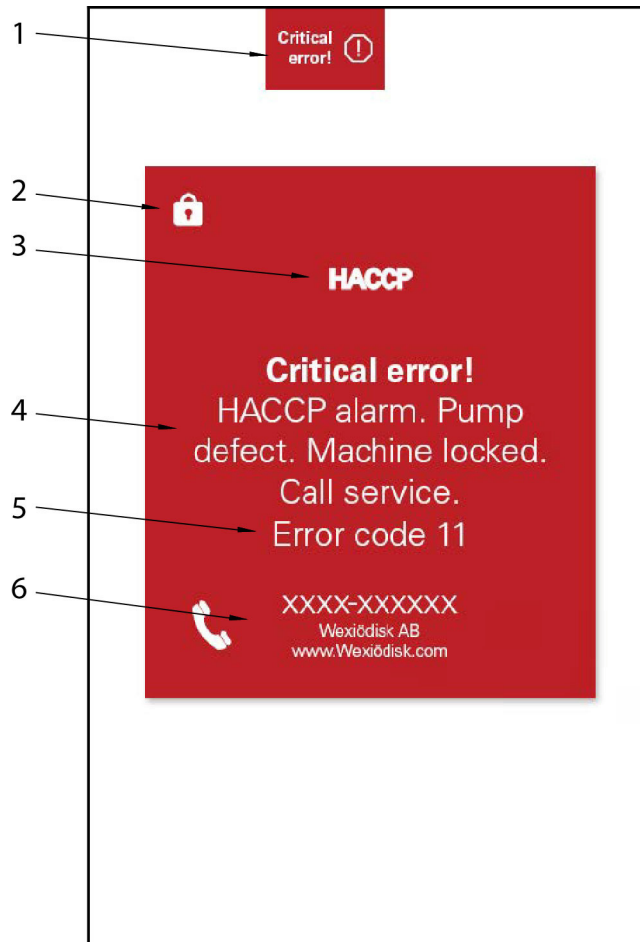 1
Critical
error!
2
3
HACCP
Critical error!
4
HACCP alarm. Pump
defect. Machine locked.
Call service.
5
Error code 11
6
XXXX-XXXXXX
Wexiödisk AB
www.Wexiödisk.com